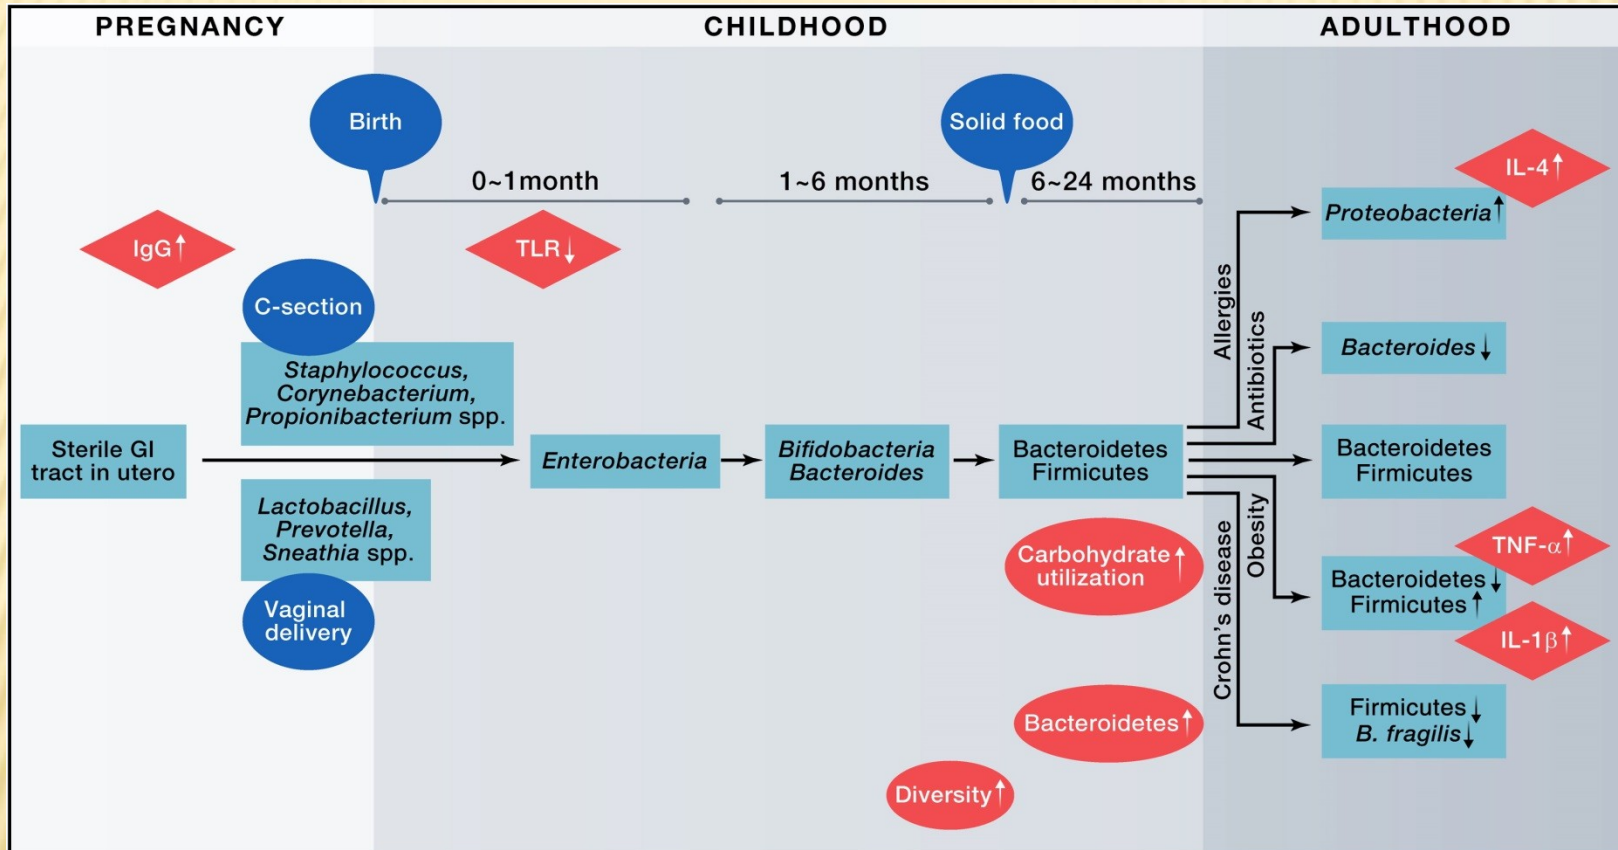 PREGNANCY
CHILDHOOD
ADULTHOOD
Birth
Solid food
0~1month
1~6 months
6~24 months
IgG↑
TLR↓
IL-4↑
Proteobacteria↑
C-section
Staphylococcus,
Corynebacterium,
Propionibacterium spp.
Allergies
Antibiotics
Bacteroides↓
Sterile GI
tract in utero
Enterobacteria
Bifidobacteria
Bacteroides
Bacteroidetes
Firmicutes
Bacteroidetes
Firmicutes
Lactobacillus,
Prevotella,
Sneathia spp.
Vaginal
delivery
Carbohydrate↑
utilization
Crohn's disease
Obesity
TNF-α↑
Bacteroidetes↓
Firmicutes↑
IL-1β↑
Bacteroidetes↑
Firmicutes↓
B. fragilis↓
Diversity↑